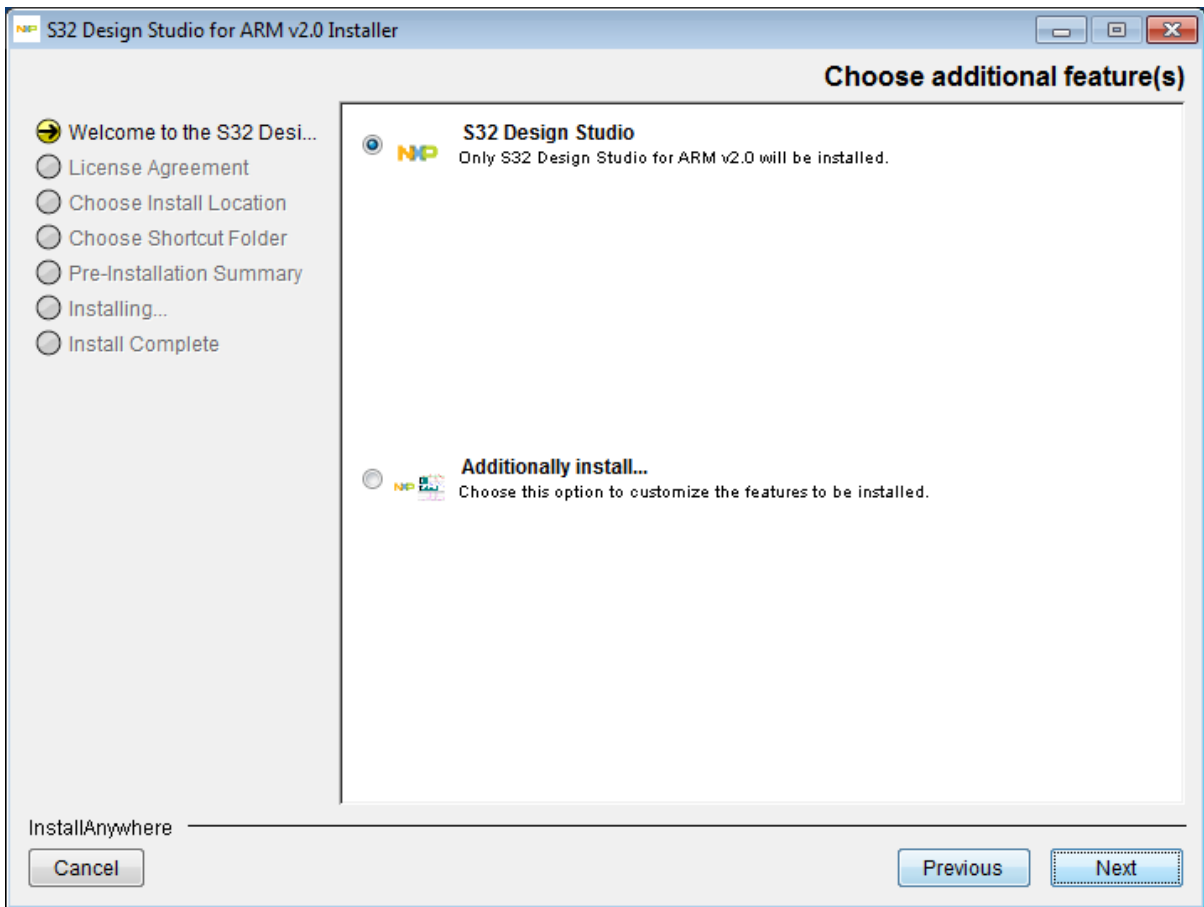 S32 Design Studio for ARM v2.0 Installer
Choose additional feature(s)
Welcome to the S32 Desi...
License Agreement
Choose Install Location
Choose Shortcut Folder
Pre-Installation Summary
Installing...
Install Complete
S32 Design Studio
NXP
Only S32 Design Studio for ARM v2.0 will be installed.
Additionally install...
NXP
Choose this option to customize the features to be installed.
InstallAnywhere
Cancel
Previous
Next